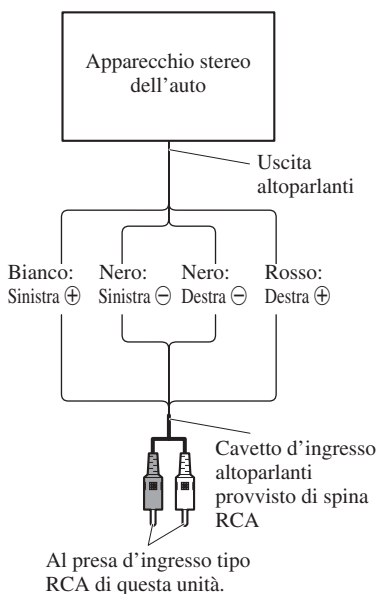 Apparecchio stereo
dell'auto
Uscita
altoparlanti
Bianco:
Sinistra ⊕
Nero:
Sinistra ⊖
Nero:
Destra ⊖
Rosso:
Destra ⊕
Cavetto d'ingresso
altoparlanti
provvisto di spina
RCA
Al presa d'ingresso tipo
RCA di questa unità.